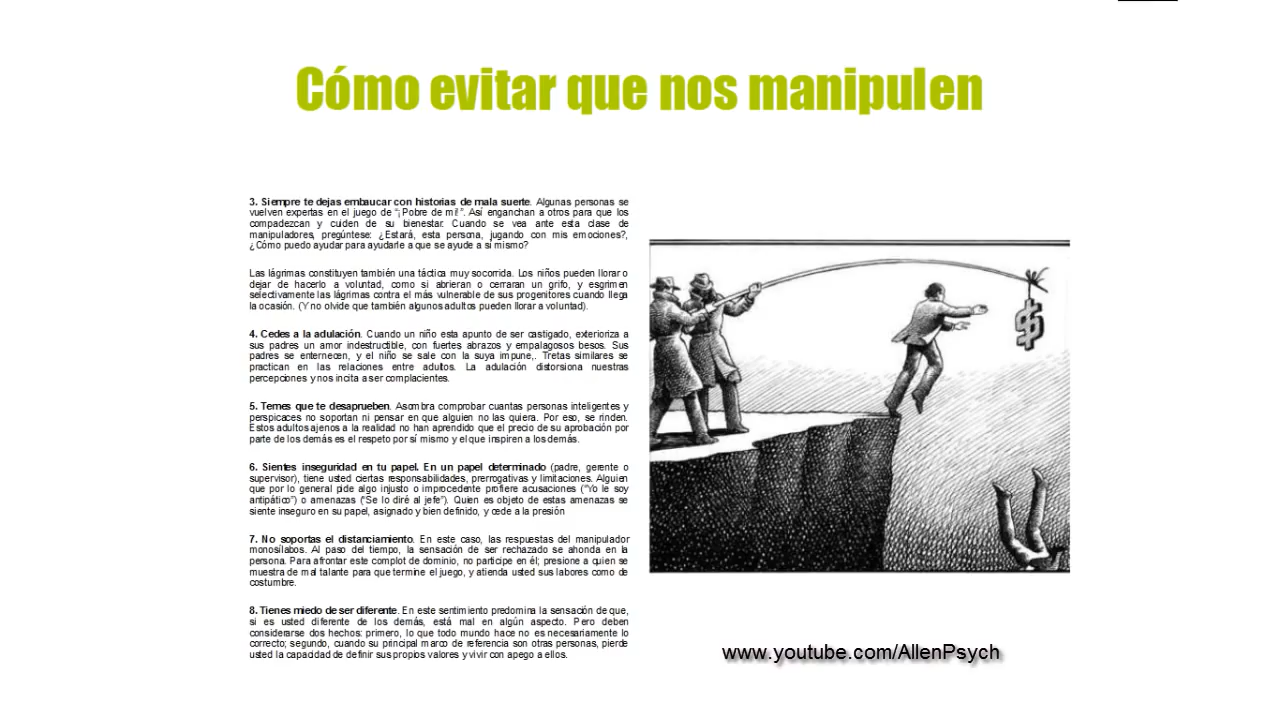 Cómo evitar que nos manipulen
3. Siempre te dejas embaucar con historias de mala suerte. Algunas personas se
vuelven expertas en el juego de “¡Pobre de mi!”. Así enganchan a otros para que los
compadezcan y cuiden de su bienestar. Cuando se vea ante esta clase de
manipuladores, pregúntese: ¿Estará, esta persona, jugando con mis emociones?,
¿Cómo puedo ayudar para ayudarle a que se ayude a sí mismo?
Las lágrimas constituyen también una táctica muy socorrida. Los niños pueden llorar o
dejar de hacerlo a voluntad, como si abrieran o cerraran un grifo, y esgrimen
selectivamente las lágrimas contra el más vulnerable de sus progenitores cuando llega
la ocasión. (Y no olvide que también algunos adultos pueden llorar a voluntad).
4. Cedes a la adulación. Cuando un niño esta apunto de ser castigado, exterioriza a
sus padres un amor indestructible, con fuertes abrazos y empalagosos besos. Sus
padres se enternecen, y el niño se sale con la suya impune,. Tretas similares se
practican en las relaciones entre adultos. La adulación distorsiona nuestras
percepciones y nos incita a ser complacientes.
5. Temes que te desaprueben. Asombra comprobar cuantas personas inteligentes y
perspicaces no soportan ni pensar en que alguien no las quiera. Por eso, se rinden.
Estos adultos ajenos a la realidad no han aprendido que el precio de su aprobación por
parte de los demás es el respeto por sí mismo y el que inspiren a los demás.
6. Sientes inseguridad en tu papel. En un papel determinado (padre, gerente o
supervisor), tiene usted ciertas responsabilidades, prerrogativas y limitaciones. Alguien
que por lo general pide algo injusto o improcedente profiere acusaciones (“Yo le soy
antipático”) o amenazas (“Se lo diré al jefe”). Quien es objeto de estas amenazas se
siente inseguro en su papel, asignado y bien definido, y cede a la presión
7. No soportas el distanciamiento. En este caso, las respuestas del manipulador
monosílabos. Al paso del tiempo, la sensación de ser rechazado se ahonda en la
persona. Para afrontar este complot de dominio, no participe en él; presione a quien se
muestra de mal talante para que termine el juego, y atienda usted sus labores como de
costumbre.
8. Tienes miedo de ser diferente. En este sentimiento predomina la sensación de que,
si es usted diferente de los demás, está mal en algún aspecto. Pero deben
considerarse dos hechos: primero, lo que todo mundo hace no es necesariamente lo
correcto; segundo, cuando su principal marco de referencia son otras personas, pierde
usted la capacidad de definir sus propios valores y vivir con apego a ellos.
$
www.youtube.com/AllenPsych